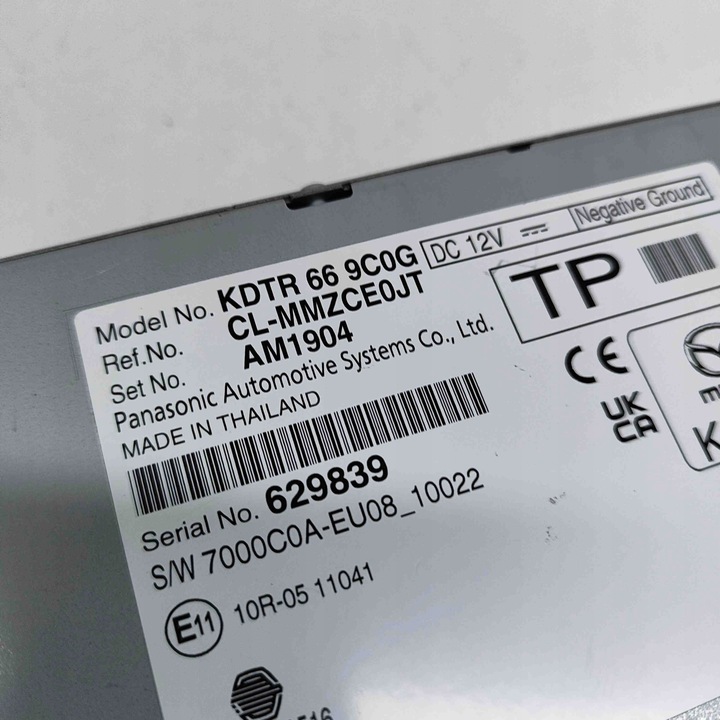 Model No. KDTR 66 9C0G DC 12V Negative Ground
Ref.No. CL-MMZCE0JT
Set No. AM1904
TP
Panasonic Automotive Systems Co., Ltd.
MADE IN THAILAND
CE
UK
CA
Serial No. 629839
S/W 7000C0A-EU08_10022
E11 10R-05 11041